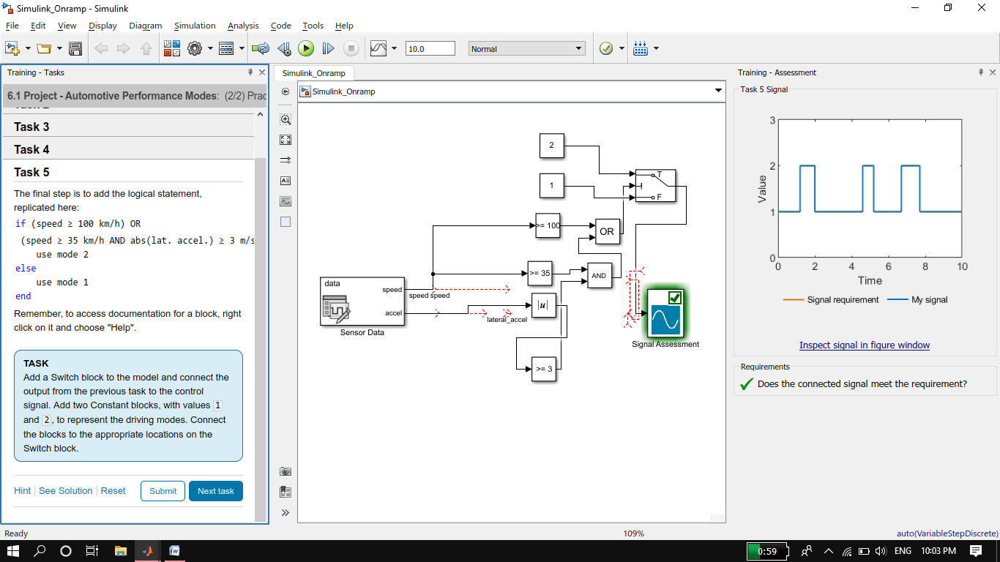 Simulink_Onramp - Simulink
File Edit View Display Diagram Simulation Analysis Code Tools Help
10.0
Normal
Training - Tasks
6.1 Project - Automotive Performance Modes: (2/2) Prac
Task 3
Task 4
Task 5
The final step is to add the logical statement,
replicated here:
if (speed ≥ 100 km/h) OR
(speed ≥ 35 km/h AND abs(lat. accel.) ≥ 3 m/s
use mode 2
else
use mode 1
end
Remember, to access documentation for a block, right
click on it and choose "Help".
TASK
Add a Switch block to the model and connect the
output from the previous task to the control
signal. Add two Constant blocks, with values 1
and 2, to represent the driving modes. Connect
the blocks to the appropriate locations on the
Switch block.
Hint See Solution Reset Submit Next task
Simulink_Onramp
Simulink_Onramp
2
1
T
F
>= 100
OR
>= 35
AND
data
speed
accel
Sensor Data
speed speed
lateral_accel
|u|
>= 3
Signal Assessment
Training - Assessment
Task 5 Signal
3
2
1
0
Value
0 2 4 6 8 10
Time
Signal requirement My signal
Inspect signal in figure window
Requirements
Does the connected signal meet the requirement?
Ready
109%
auto(VariableStepDiscrete)
0:59
ENG
10:03 PM